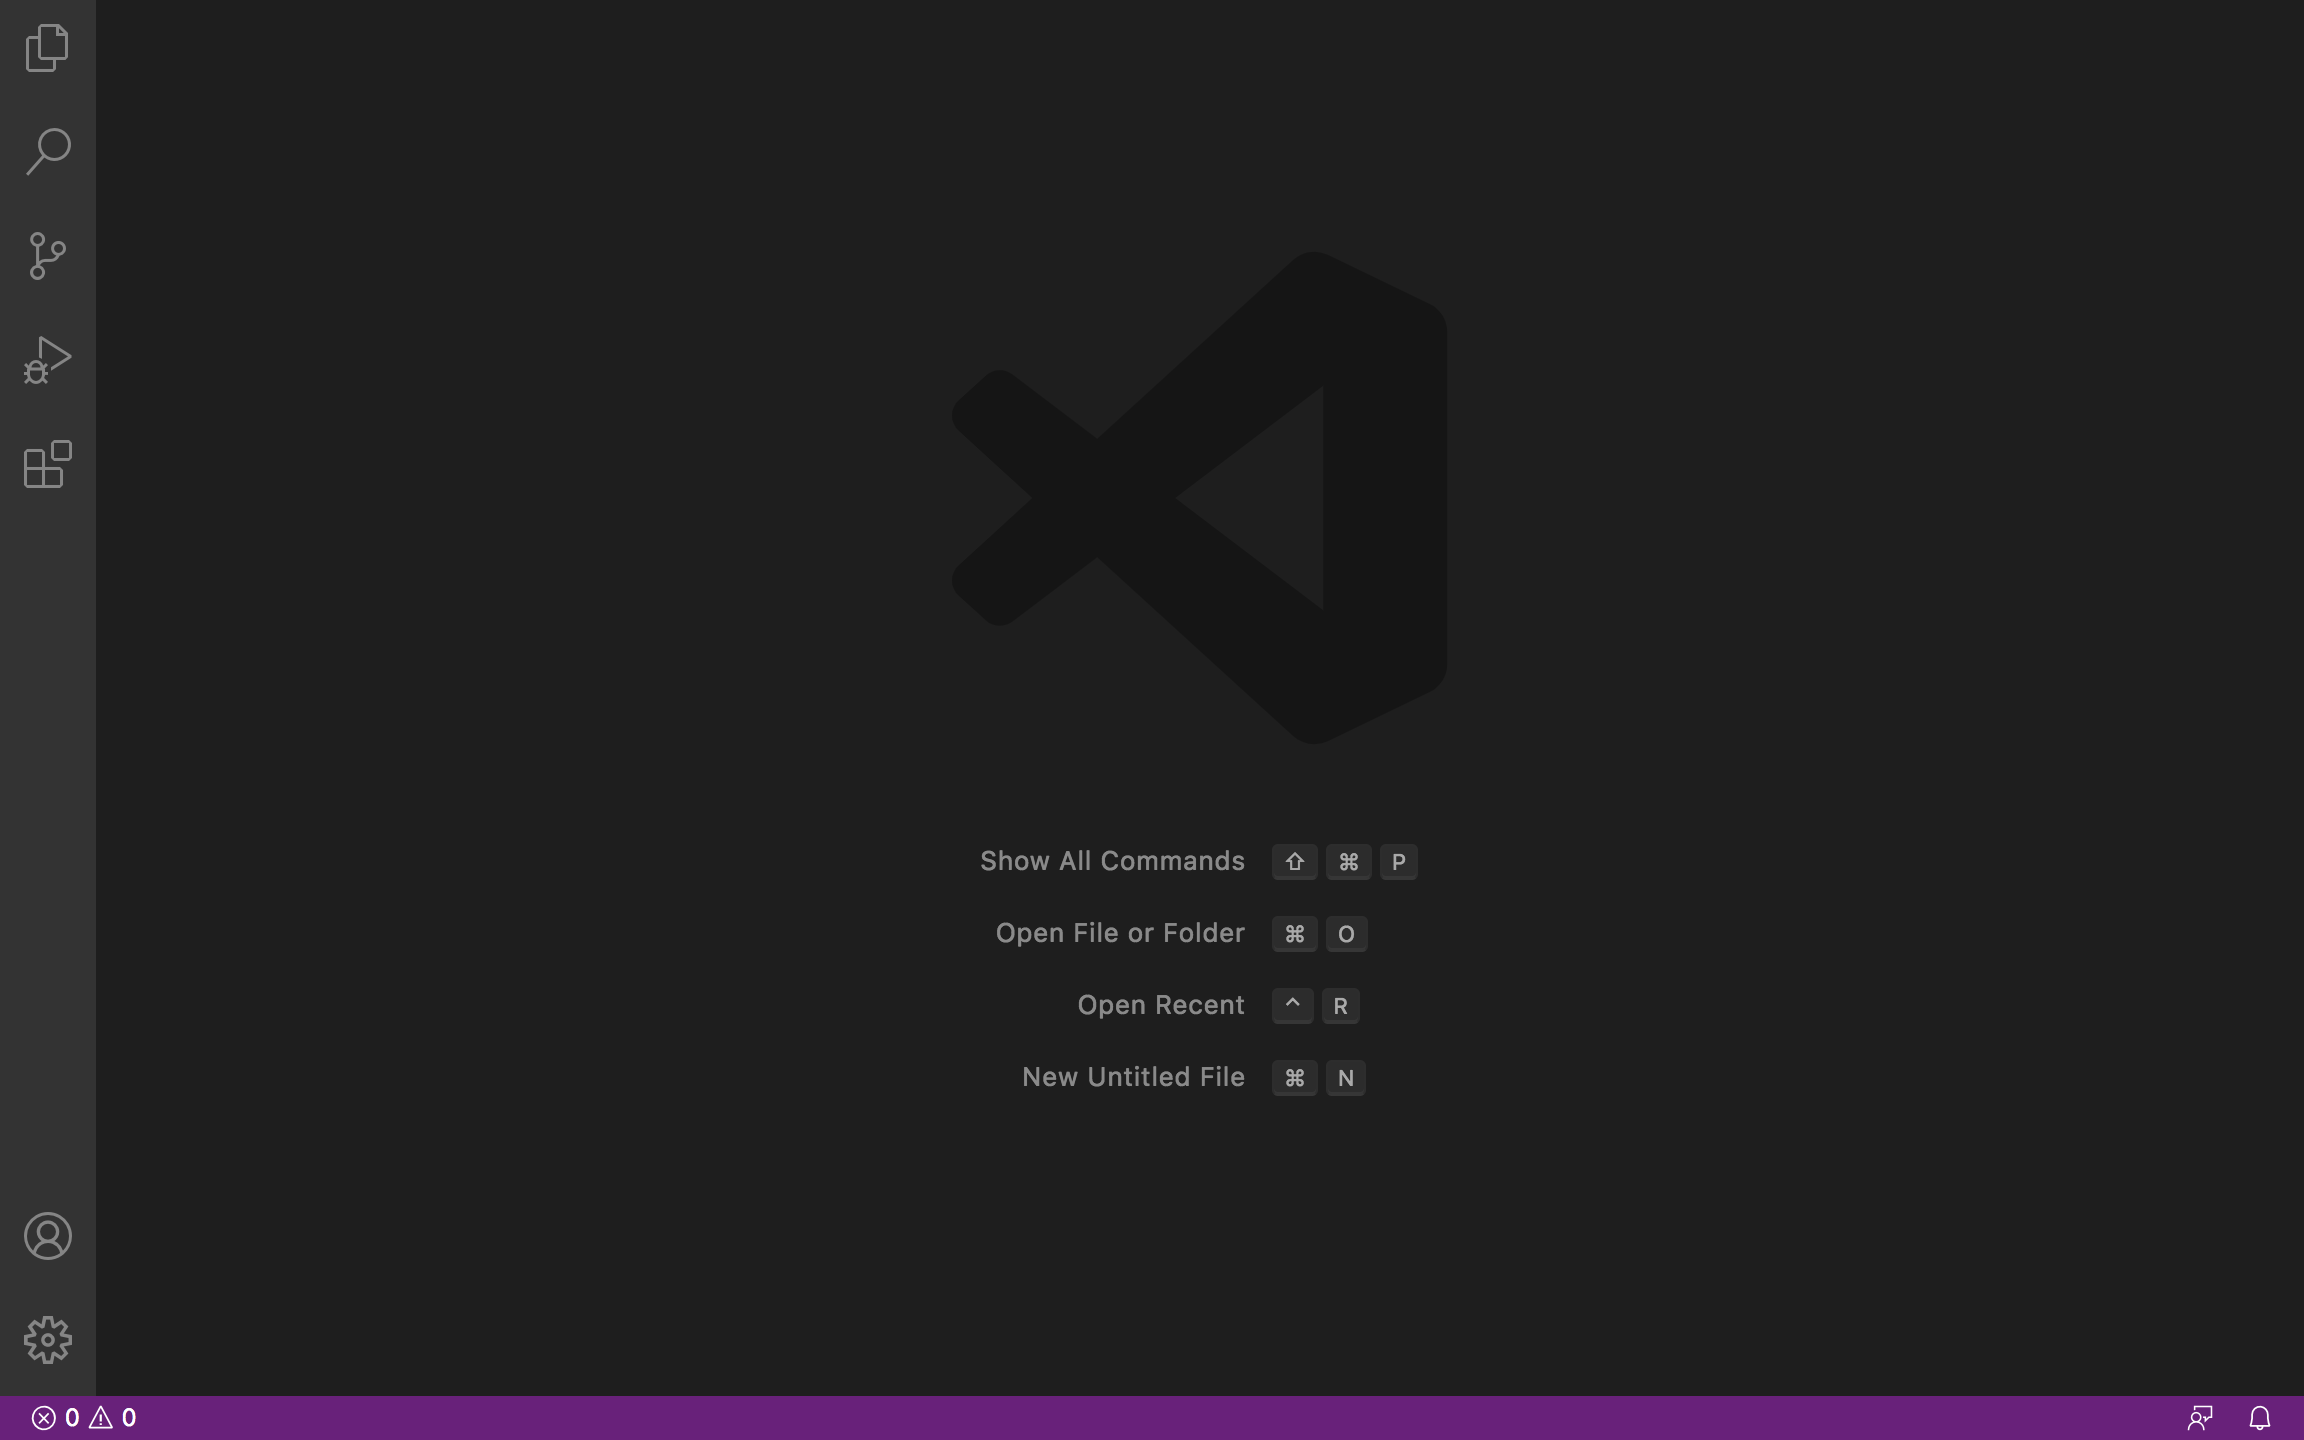 Show All Commands ⇧ ⌘ P
Open File or Folder ⌘ O
Open Recent ^ R
New Untitled File ⌘ N
0 0